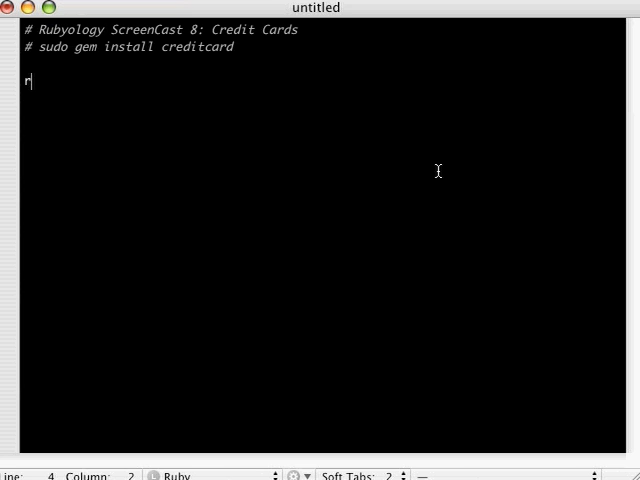 untitled
# Rubyology ScreenCast 8: Credit Cards
# sudo gem install creditcard
r
Line: 4 Column: 2 L Ruby Soft Tabs: 2 —